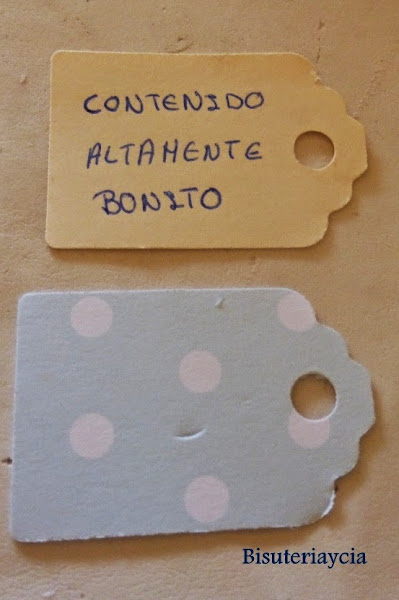 CONTENIDO
ALTAMENTE
BONITO
Bisuteriaycia